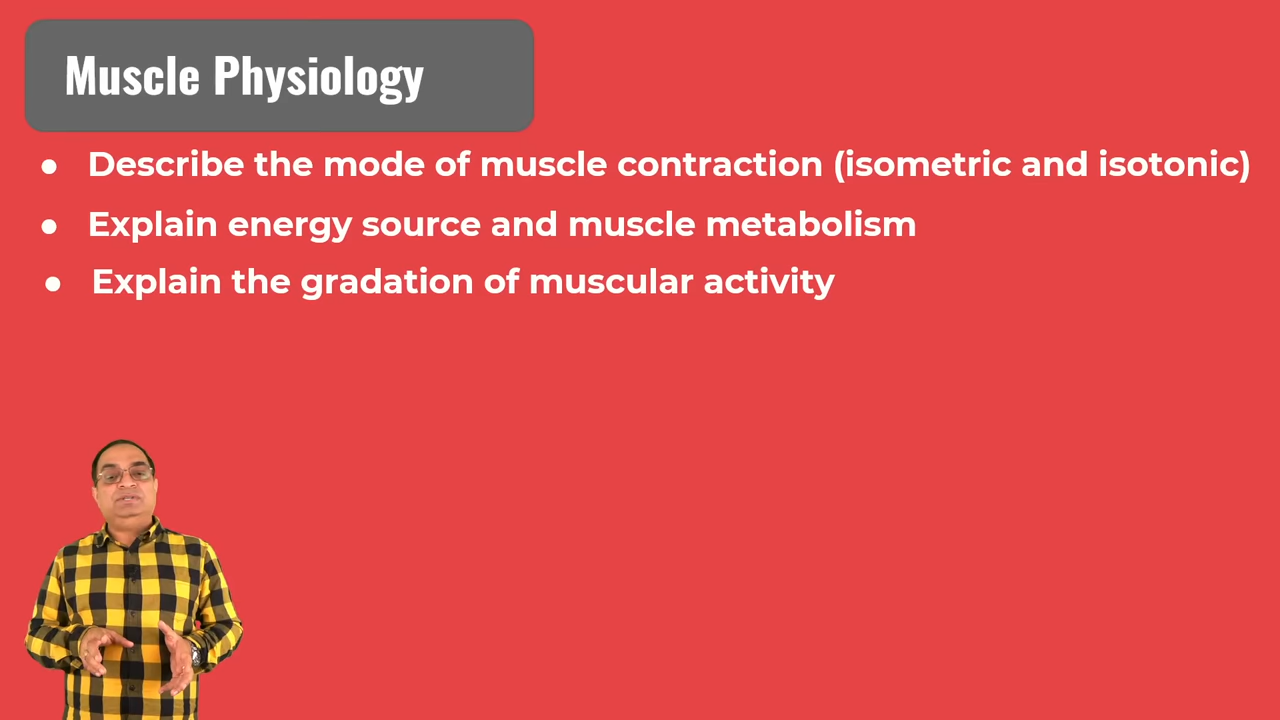 Muscle Physiology
● Describe the mode of muscle contraction (isometric and isotonic)
● Explain energy source and muscle metabolism
● Explain the gradation of muscular activity